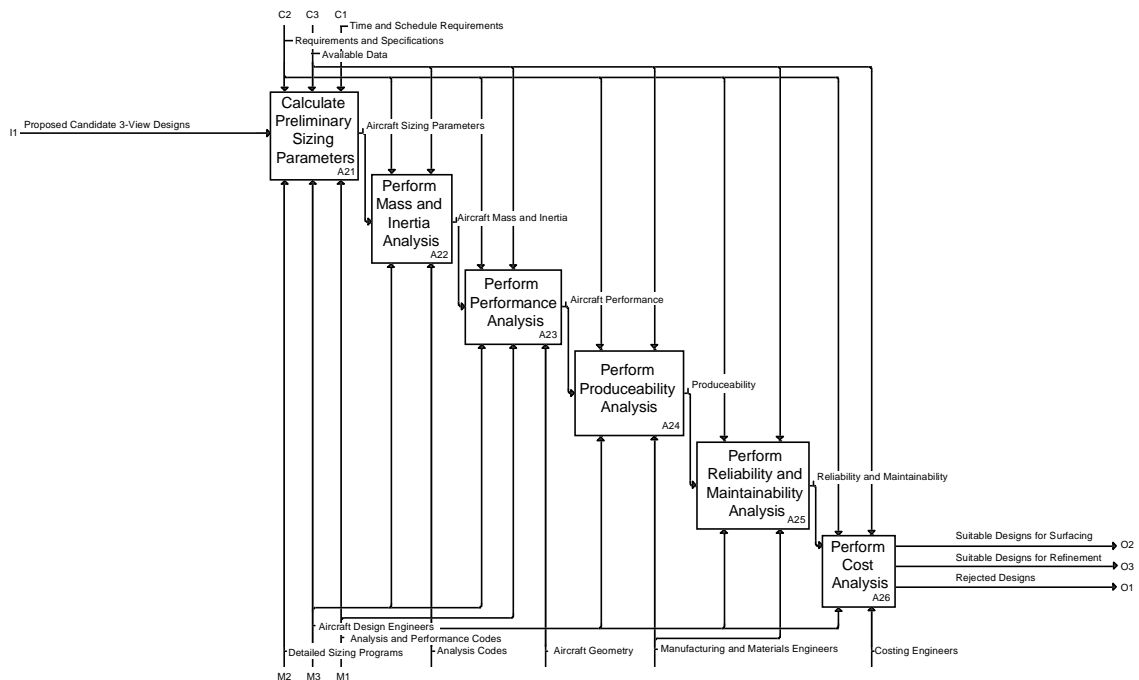 C2 C3 C1
Time and Schedule Requirements
Requirements and Specifications
Available Data
I1
Proposed Candidate 3-View Designs
Calculate
Preliminary
Sizing
Parameters
A21
Aircraft Sizing Parameters
Perform
Mass and
Inertia
Analysis
A22
Aircraft Mass and Inertia
Perform
Performance
Analysis
A23
Aircraft Performance
Perform
Produceability
Analysis
A24
Produceability
Perform
Reliability and
Maintainability
Analysis
A25
Reliability and Maintainability
Perform
Cost
Analysis
A26
Suitable Designs for Surfacing
O2
Suitable Designs for Refinement
O3
Rejected Designs
O1
Aircraft Design Engineers
Analysis and Performance Codes
Detailed Sizing Programs
Analysis Codes
Aircraft Geometry
Manufacturing and Materials Engineers
Costing Engineers
M2 M3 M1